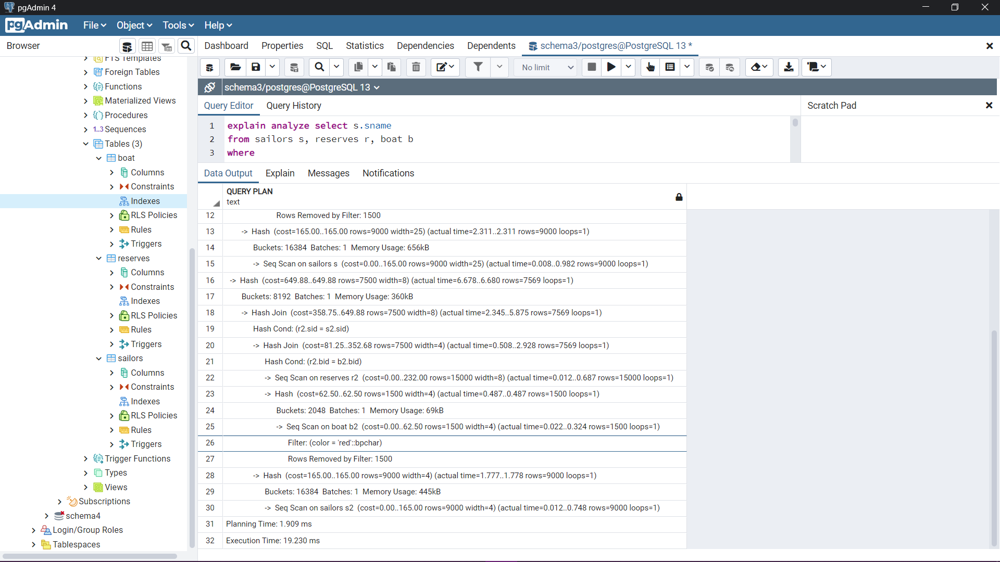 pgAdmin 4
pgAdmin File Object Tools Help
Browser
Dashboard Properties SQL Statistics Dependencies Dependents schema3/postgres@PostgreSQL 13 *
FTS Templates
Foreign Tables
Functions
Materialized Views
Procedures
1..3 Sequences
Tables (3)
boat
Columns
Constraints
Indexes
RLS Policies
Rules
Triggers
reserves
Columns
Constraints
Indexes
RLS Policies
Rules
Triggers
sailors
Columns
Constraints
Indexes
RLS Policies
Rules
Triggers
Trigger Functions
Types
Views
Subscriptions
schema4
Login/Group Roles
Tablespaces
No limit
schema3/postgres@PostgreSQL 13
Query Editor Query History
Scratch Pad
1 explain analyze select s.sname
2 from sailors s, reserves r, boat b
3 where
Data Output Explain Messages Notifications
QUERY PLAN
text
12 Rows Removed by Filter: 1500
13 -> Hash (cost=165.00..165.00 rows=9000 width=25) (actual time=2.311..2.311 rows=9000 loops=1)
14 Buckets: 16384 Batches: 1 Memory Usage: 656kB
15 -> Seq Scan on sailors s (cost=0.00..165.00 rows=9000 width=25) (actual time=0.008..0.982 rows=9000 loops=1)
16 -> Hash (cost=649.88..649.88 rows=7500 width=8) (actual time=6.678..6.680 rows=7569 loops=1)
17 Buckets: 8192 Batches: 1 Memory Usage: 360kB
18 -> Hash Join (cost=358.75..649.88 rows=7500 width=8) (actual time=2.345..5.875 rows=7569 loops=1)
19 Hash Cond: (r2.sid = s2.sid)
20 -> Hash Join (cost=81.25..352.68 rows=7500 width=4) (actual time=0.508..2.928 rows=7569 loops=1)
21 Hash Cond: (r2.bid = b2.bid)
22 -> Seq Scan on reserves r2 (cost=0.00..232.00 rows=15000 width=8) (actual time=0.012..0.687 rows=15000 loops=1)
23 -> Hash (cost=62.50..62.50 rows=1500 width=4) (actual time=0.487..0.487 rows=1500 loops=1)
24 Buckets: 2048 Batches: 1 Memory Usage: 69kB
25 -> Seq Scan on boat b2 (cost=0.00..62.50 rows=1500 width=4) (actual time=0.022..0.324 rows=1500 loops=1)
26 Filter: (color = 'red'::bpchar)
27 Rows Removed by Filter: 1500
28 -> Hash (cost=165.00..165.00 rows=9000 width=4) (actual time=1.777..1.778 rows=9000 loops=1)
29 Buckets: 16384 Batches: 1 Memory Usage: 445kB
30 -> Seq Scan on sailors s2 (cost=0.00..165.00 rows=9000 width=4) (actual time=0.012..0.748 rows=9000 loops=1)
31 Planning Time: 1.909 ms
32 Execution Time: 19.230 ms